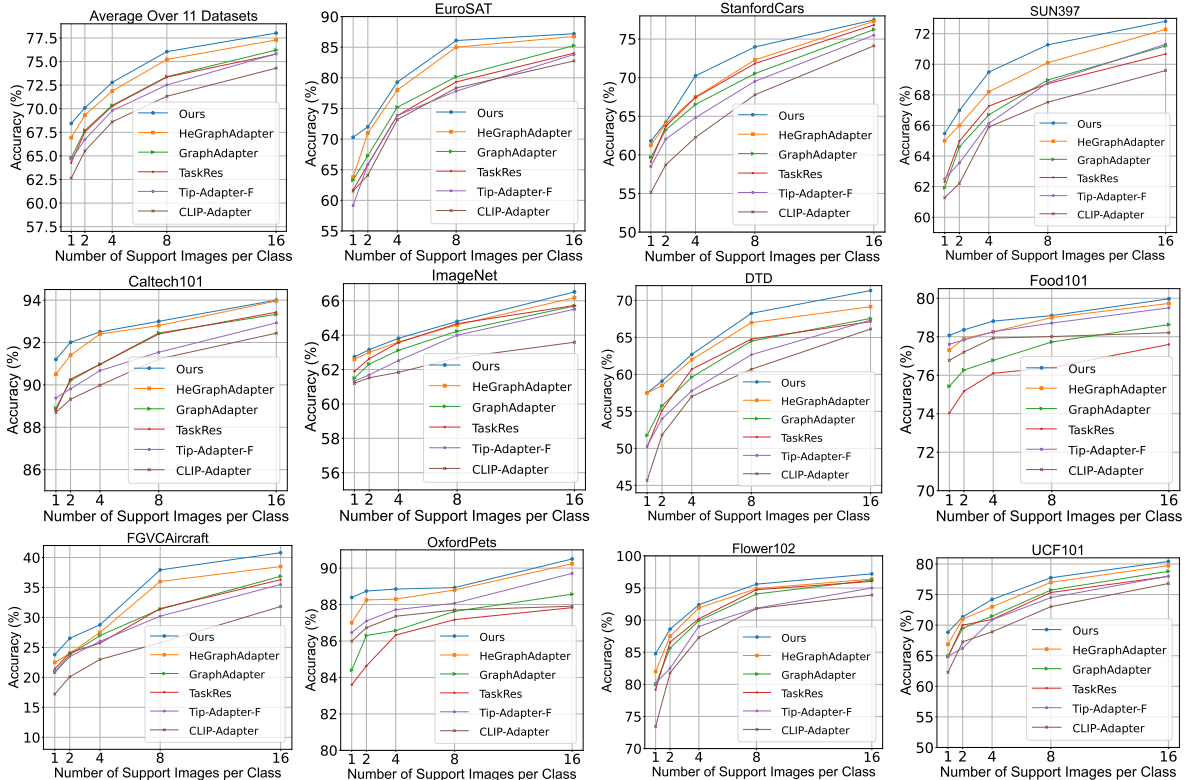 Average Over 11 Datasets
Accuracy (%)
77.5
75.0
72.5
70.0
67.5
65.0
62.5
60.0
57.5
Ours
HeGraphAdapter
GraphAdapter
TaskRes
Tip-Adapter-F
CLIP-Adapter
1 2 4 8 16
Number of Support Images per Class
EuroSAT
Accuracy (%)
90
85
80
75
70
65
60
55
Ours
HeGraphAdapter
GraphAdapter
TaskRes
Tip-Adapter-F
CLIP-Adapter
1 2 4 8 16
Number of Support Images per Class
StanfordCars
Accuracy (%)
75
70
65
60
55
50
Ours
HeGraphAdapter
GraphAdapter
TaskRes
Tip-Adapter-F
CLIP-Adapter
1 2 4 8 16
Number of Support Images per Class
SUN397
Accuracy (%)
72
70
68
66
64
62
60
Ours
HeGraphAdapter
GraphAdapter
TaskRes
Tip-Adapter-F
CLIP-Adapter
1 2 4 8 16
Number of Support Images per Class
Caltech101
Accuracy (%)
94
92
90
88
86
Ours
HeGraphAdapter
GraphAdapter
TaskRes
Tip-Adapter-F
CLIP-Adapter
1 2 4 8 16
Number of Support Images per Class
ImageNet
Accuracy (%)
66
64
62
60
58
56
Ours
HeGraphAdapter
GraphAdapter
TaskRes
Tip-Adapter-F
CLIP-Adapter
1 2 4 8 16
Number of Support Images per Class
DTD
Accuracy (%)
70
65
60
55
50
45
Ours
HeGraphAdapter
GraphAdapter
TaskRes
Tip-Adapter-F
CLIP-Adapter
1 2 4 8 16
Number of Support Images per Class
Food101
Accuracy (%)
80
78
76
74
72
70
Ours
HeGraphAdapter
GraphAdapter
TaskRes
Tip-Adapter-F
CLIP-Adapter
1 2 4 8 16
Number of Support Images per Class
FGVCAircraft
Accuracy (%)
40
35
30
25
20
15
10
Ours
HeGraphAdapter
GraphAdapter
TaskRes
Tip-Adapter-F
CLIP-Adapter
1 2 4 8 16
Number of Support Images per Class
OxfordPets
Accuracy (%)
90
88
86
84
82
80
Ours
HeGraphAdapter
GraphAdapter
TaskRes
Tip-Adapter-F
CLIP-Adapter
1 2 4 8 16
Number of Support Images per Class
Flower102
Accuracy (%)
100
95
90
85
80
75
70
Ours
HeGraphAdapter
GraphAdapter
TaskRes
Tip-Adapter-F
CLIP-Adapter
1 2 4 8 16
Number of Support Images per Class
UCF101
Accuracy (%)
80
75
70
65
60
55
50
Ours
HeGraphAdapter
GraphAdapter
TaskRes
Tip-Adapter-F
CLIP-Adapter
1 2 4 8 16
Number of Support Images per Class